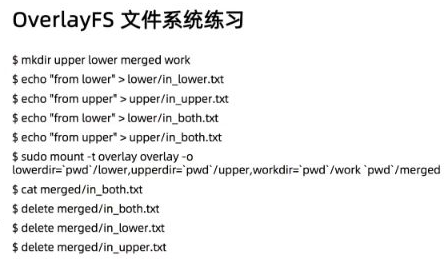 OverlayFS 文件系统练习
$ mkdir upper lower merged work
$ echo "from lower" > lower/in_lower.txt
$ echo "from upper" > upper/in_upper.txt
$ echo "from lower" > lower/in_both.txt
$ echo "from upper" > upper/in_both.txt
$ sudo mount -t overlay overlay -o
lowerdir=`pwd`/lower,upperdir=`pwd`/upper,workdir=`pwd`/work `pwd`/merged
$ cat merged/in_both.txt
$ delete merged/in_both.txt
$ delete merged/in_lower.txt
$ delete merged/in_upper.txt